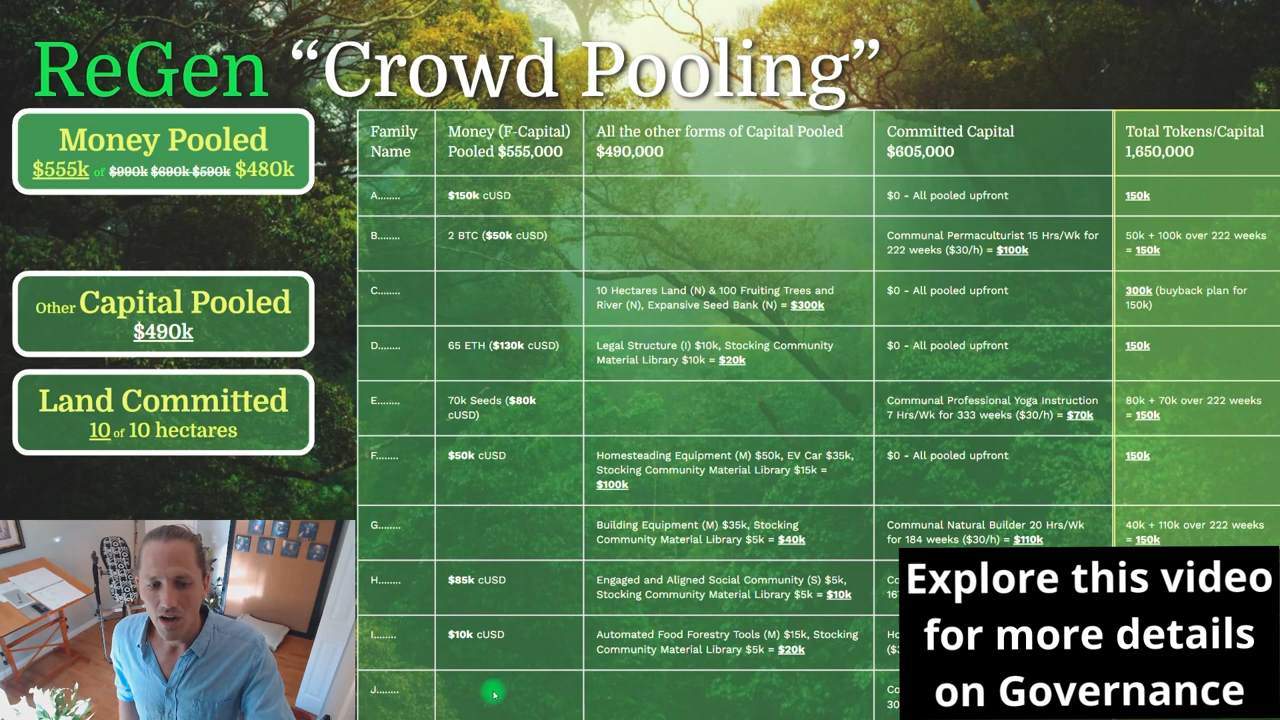 ReGen “Crowd Pooling”
Money Pooled
$555k of $990k $690k $590k $480k
Other Capital Pooled
$490k
Land Committed
10 of 10 hectares
Family
Name
Money (F-Capital)
Pooled $555,000
All the other forms of Capital Pooled
$490,000
Committed Capital
$605,000
Total Tokens/Capital
1,650,000
A........
$150k cUSD
$0 - All pooled upfront
150k
B........
2 BTC ($50k cUSD)
Communal Permaculturist 15 Hrs/Wk for
222 weeks ($30/h) = $100k
50k + 100k over 222 weeks
= 150k
C........
10 Hectares Land (N) & 100 Fruiting Trees and
River (N), Expansive Seed Bank (N) = $300k
$0 - All pooled upfront
300k (buyback plan for
150k)
D........
65 ETH ($130k cUSD)
Legal Structure (I) $10k, Stocking Community
Material Library $10k = $20k
$0 - All pooled upfront
150k
E........
70k Seeds ($80k
cUSD)
Communal Professional Yoga Instruction
7 Hrs/Wk for 333 weeks ($30/h) = $70k
80k + 70k over 222 weeks
= 150k
F........
$50k cUSD
Homesteading Equipment (M) $50k, EV Car $35k,
Stocking Community Material Library $15k =
$100k
$0 - All pooled upfront
150k
G........
Building Equipment (M) $35k, Stocking
Community Material Library $5k = $40k
Communal Natural Builder 20 Hrs/Wk
for 184 weeks ($30/h) = $110k
40k + 110k over 222 weeks
= 150k
H........
$85k cUSD
Engaged and Aligned Social Community (S) $5k,
Stocking Community Material Library $5k = $10k
Co
16
I........
$10k cUSD
Automated Food Forestry Tools (M) $15k, Stocking
Community Material Library $5k = $20k
Ho
($3
J........
Co
30
Explore this video
for more details
on Governance